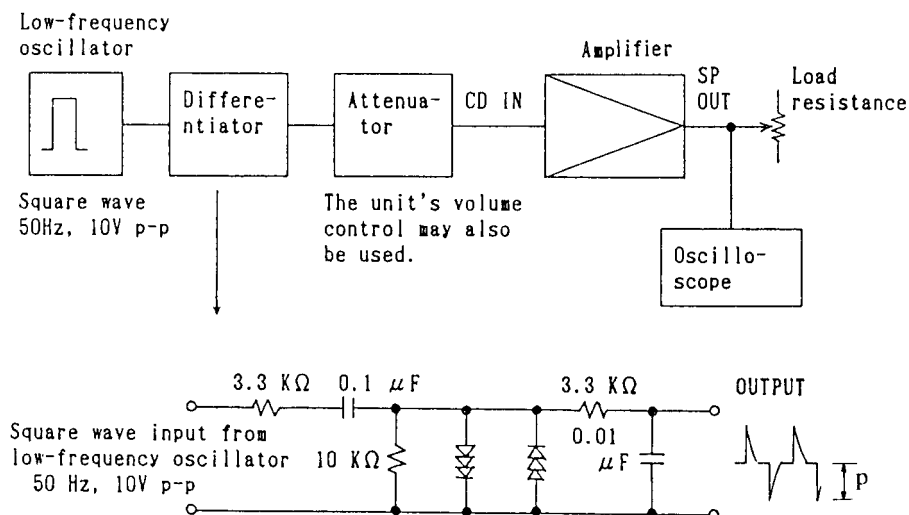 Low-frequency
oscillator
Differe-
ntiator
Attenua-
tor
CD IN
Amplifier
SP
OUT
Load
resistance
Square wave
50Hz, 10V p-p
The unit's volume
control may also
be used.
Oscillo-
scope
3.3 KΩ
0.1 μF
3.3 KΩ
OUTPUT
Square wave input from
low-frequency oscillator
50 Hz, 10V p-p
10 KΩ
0.01
μF
p